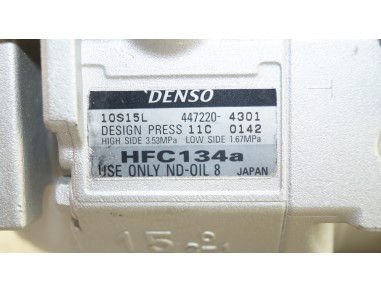 DENSO
10S15L 447220- 4301
DESIGN PRESS 11C 0142
HIGH SIDE 3.53MPa LOW SIDE 1.67MPa
HFC134a
USE ONLY ND-OIL 8 JAPAN
15